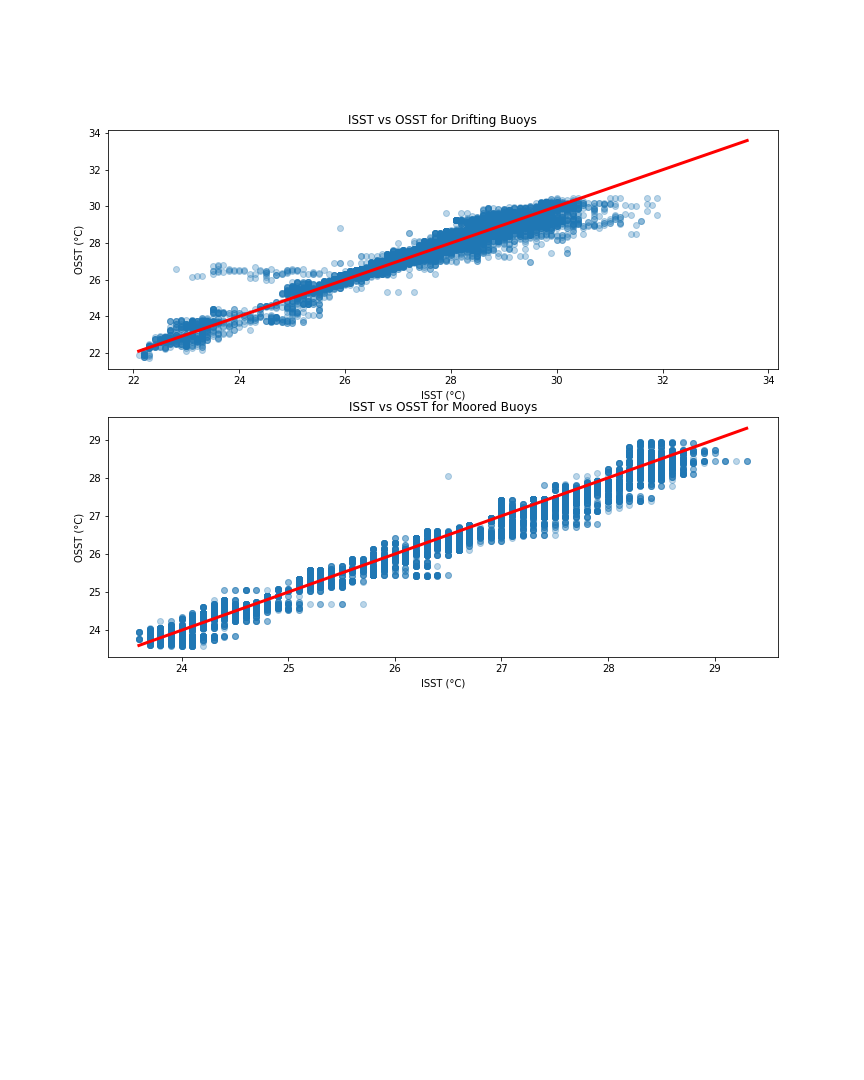 ISST vs OSST for Drifting Buoys
34
32
30
28
26
24
22
OSST (°C)
22 24 26 28 30 32 34
ISST (°C)
ISST vs OSST for Moored Buoys
29
28
27
26
25
24
OSST (°C)
24 25 26 27 28 29
ISST (°C)